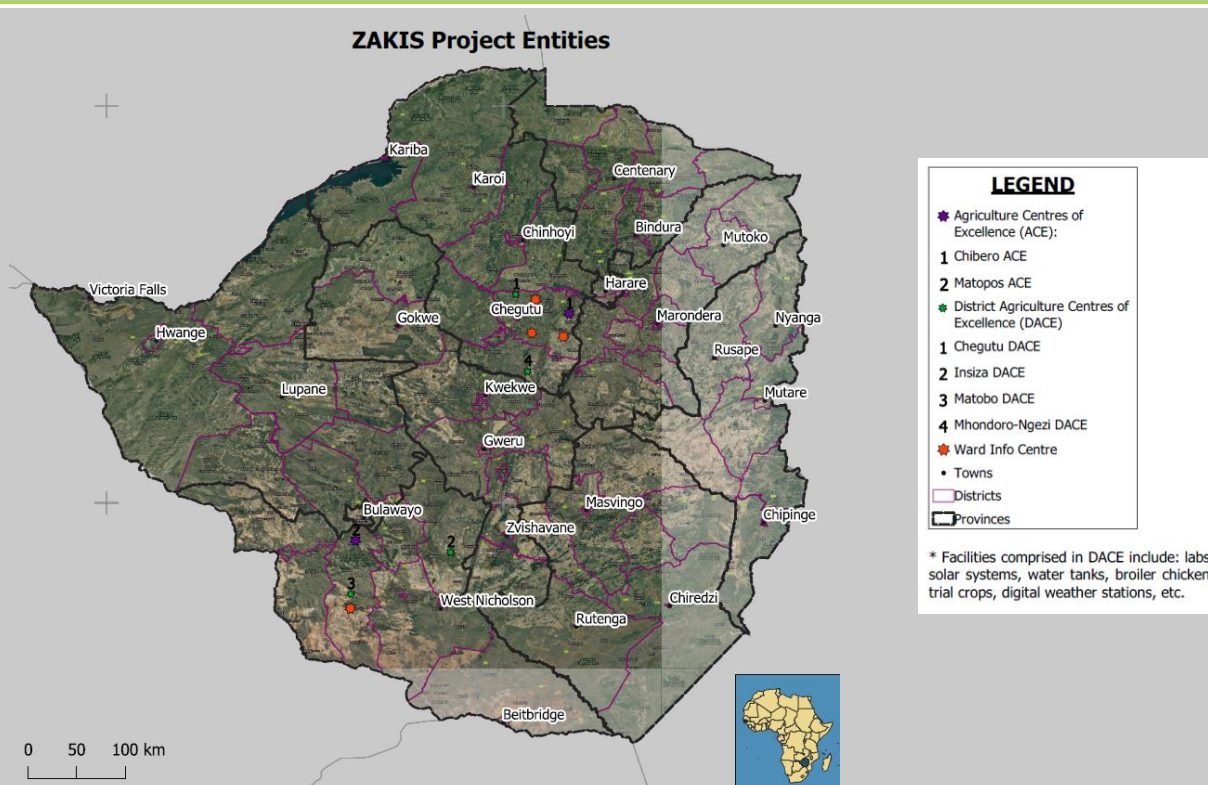 ZAKIS Project Entities
Kariba
Karoi
Centenary
Chinhoyi
Bindura
Mutoko
Victoria Falls
Harare
1
Chegutu
1
Hwange
Gokwe
Marondera
Nyanga
Rusape
4
Lupane
Kwekwe
Mutare
Gweru
Bulawayo
Masvingo
Zvishavane
Chipinge
2
2
3
West Nicholson
Chiredzi
Rutenga
Beitbridge
0 50 100 km
LEGEND
Agriculture Centres of
Excellence (ACE):
1 Chibero ACE
2 Matopos ACE
District Agriculture Centres of
Excellence (DACE)
1 Chegutu DACE
2 Insiza DACE
3 Matobo DACE
4 Mhondoro-Ngezi DACE
Ward Info Centre
Towns
Districts
Provinces
* Facilities comprised in DACE include: labs
solar systems, water tanks, broiler chicken
trial crops, digital weather stations, etc.